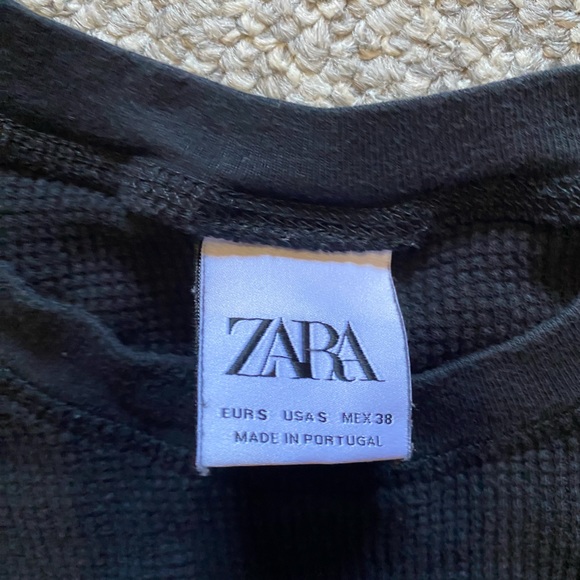 ZARA
EUR S USA S MEX 38
MADE IN PORTUGAL